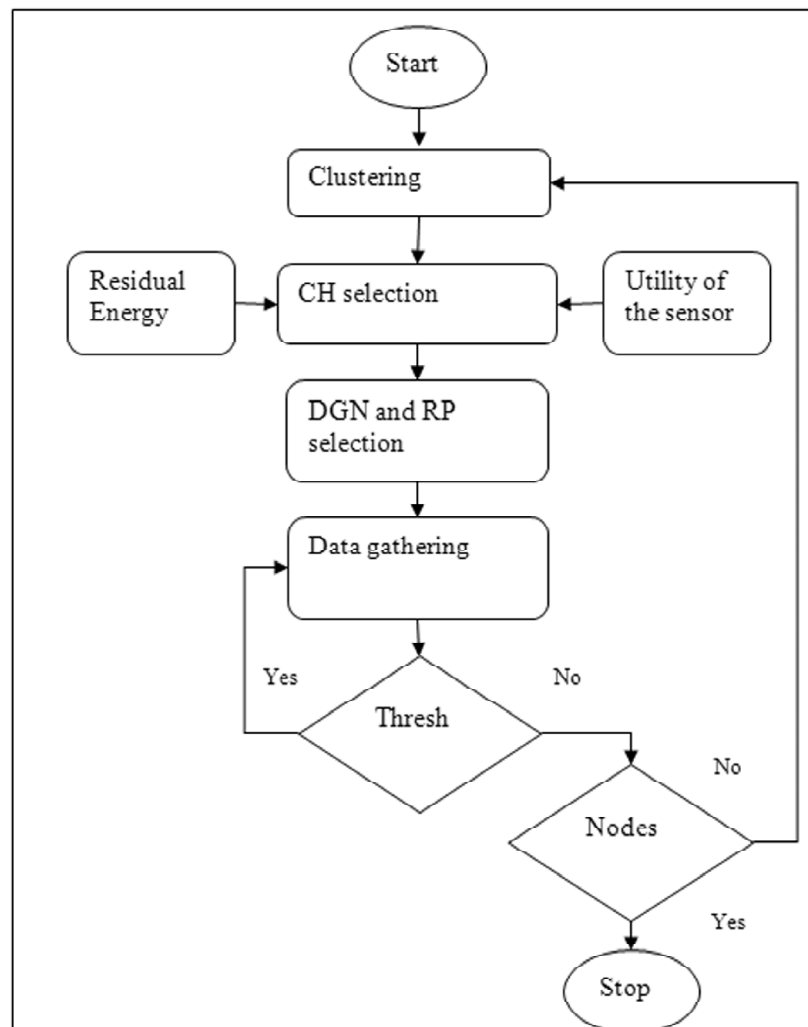 Start
Clustering
Residual
Energy
CH selection
Utility of
the sensor
DGN and RP
selection
Data gathering
Yes
No
Thresh
No
Nodes
Yes
Stop